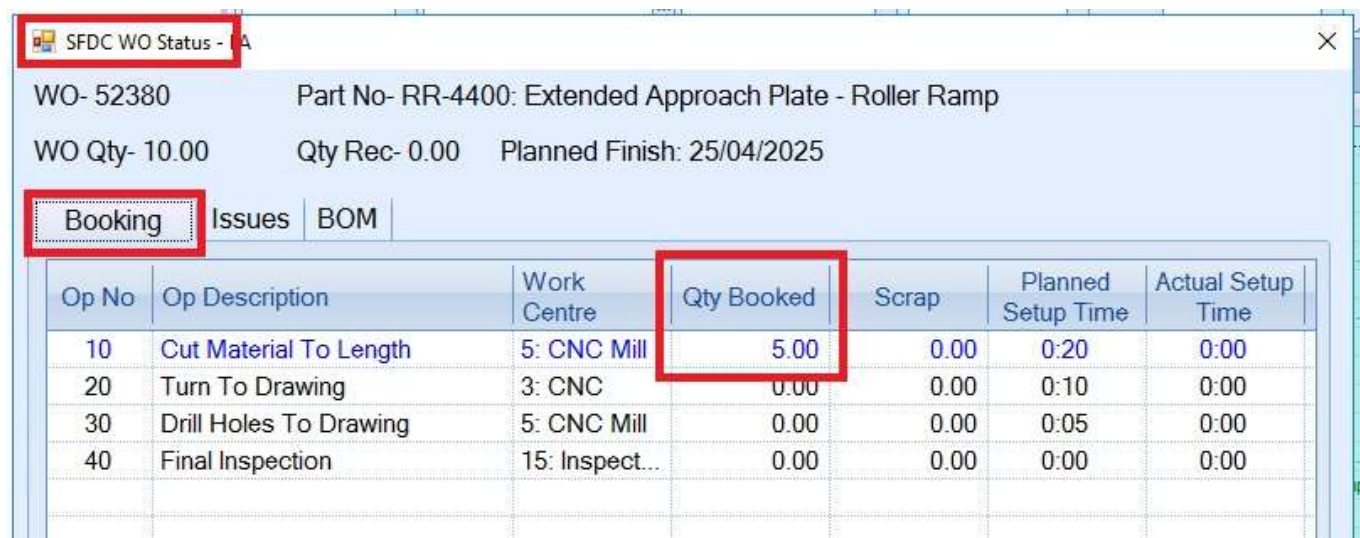 SFDC WO Status -
WO- 52380 Part No- RR-4400: Extended Approach Plate - Roller Ramp
WO Qty- 10.00 Qty Rec- 0.00 Planned Finish: 25/04/2025
Booking Issues BOM
Op No Op Description Work Centre Qty Booked Scrap Planned Setup Time Actual Setup Time
10 Cut Material To Length 5: CNC Mill 5.00 0.00 0:20 0:00
20 Turn To Drawing 3: CNC 0.00 0.00 0:10 0:00
30 Drill Holes To Drawing 5: CNC Mill 0.00 0.00 0:05 0:00
40 Final Inspection 15: Inspect... 0.00 0.00 0:00 0:00